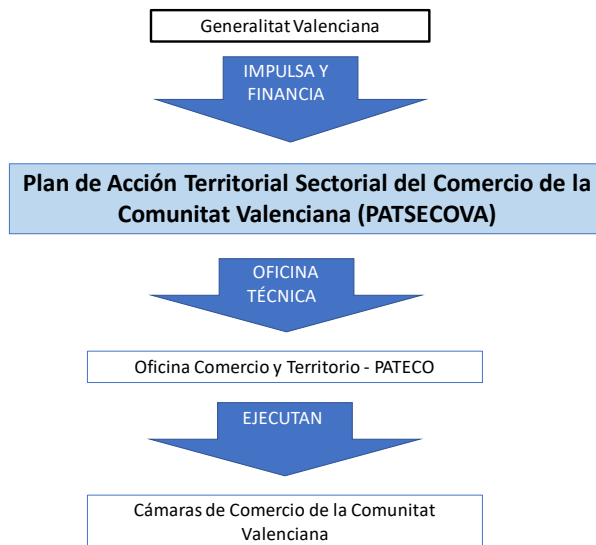 Generalitat Valenciana
IMPULSA Y
FINANCIA
Plan de Acción Territorial Sectorial del Comercio de la
Comunitat Valenciana (PATSECOVA)
OFICINA
TÉCNICA
Oficina Comercio y Territorio - PATECO
EJECUTAN
Cámaras de Comercio de la Comunitat
Valenciana